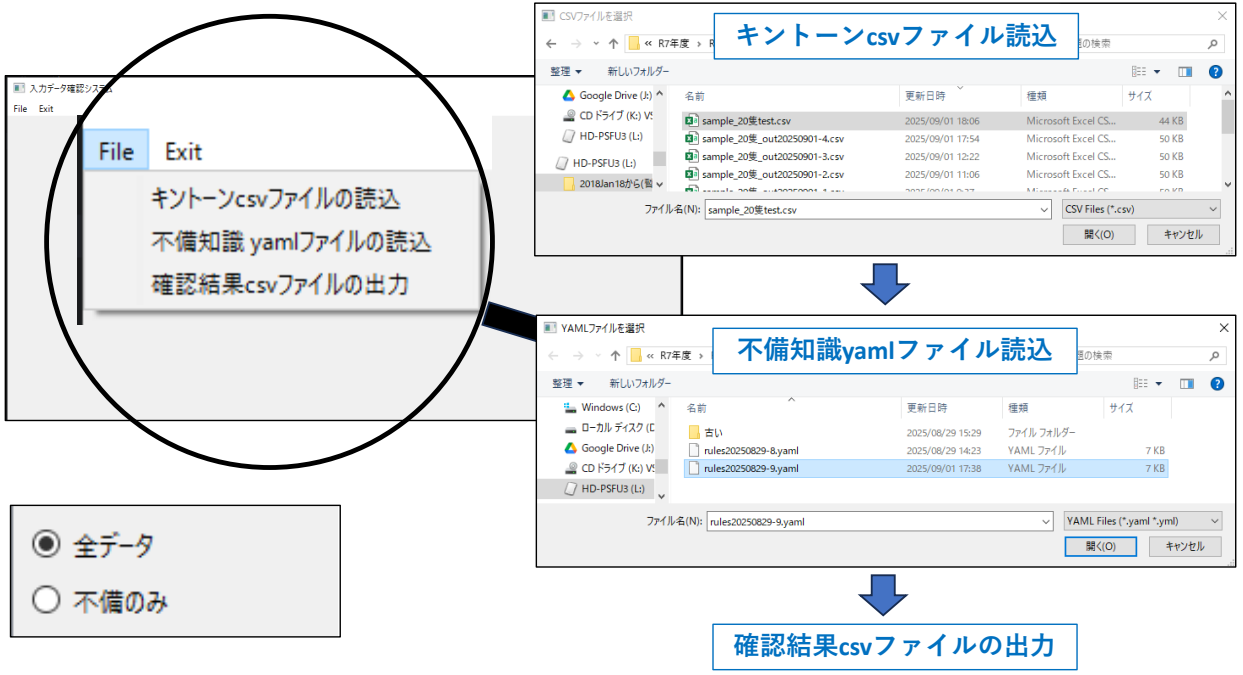 入力データ確認システム
File Exit
File Exit
キントーンcsvファイルの読込
不備知識 yamlファイルの読込
確認結果csvファイルの出力
全データ
不備のみ
CSVファイルを選択
キントーンcsvファイル読込
« R7年度 ›
の検索
整理 新しいフォルダー
Google Drive (J:)
CD ドライブ (K:)
HD-PSFU3 (L:)
HD-PSFU3 (L:)
2018Jan18から
名前 更新日時 種類 サイズ
sample_20隻test.csv 2025/09/01 18:06 Microsoft Excel CS... 44 KB
sample_20隻_out20250901-4.csv 2025/09/01 17:54 Microsoft Excel CS... 50 KB
sample_20隻_out20250901-3.csv 2025/09/01 12:22 Microsoft Excel CS... 50 KB
sample_20隻_out20250901-2.csv 2025/09/01 11:06 Microsoft Excel CS... 50 KB
ファイル名(N): sample_20隻test.csv CSV Files (*.csv)
開く(O) キャンセル
YAMLファイルを選択
不備知識yamlファイル読込
« R7年度 ›
の検索
整理 新しいフォルダー
Windows (C:)
ローカル ディスク
Google Drive (J:)
CD ドライブ (K:)
HD-PSFU3 (L:)
名前 更新日時 種類 サイズ
古い 2025/08/29 15:29 ファイル フォルダー
rules20250829-8.yaml 2025/08/29 14:23 YAML ファイル 7 KB
rules20250829-9.yaml 2025/09/01 17:38 YAML ファイル 7 KB
ファイル名(N): rules20250829-9.yaml YAML Files (*.yaml *.yml)
開く(O) キャンセル
確認結果csvファイルの出力